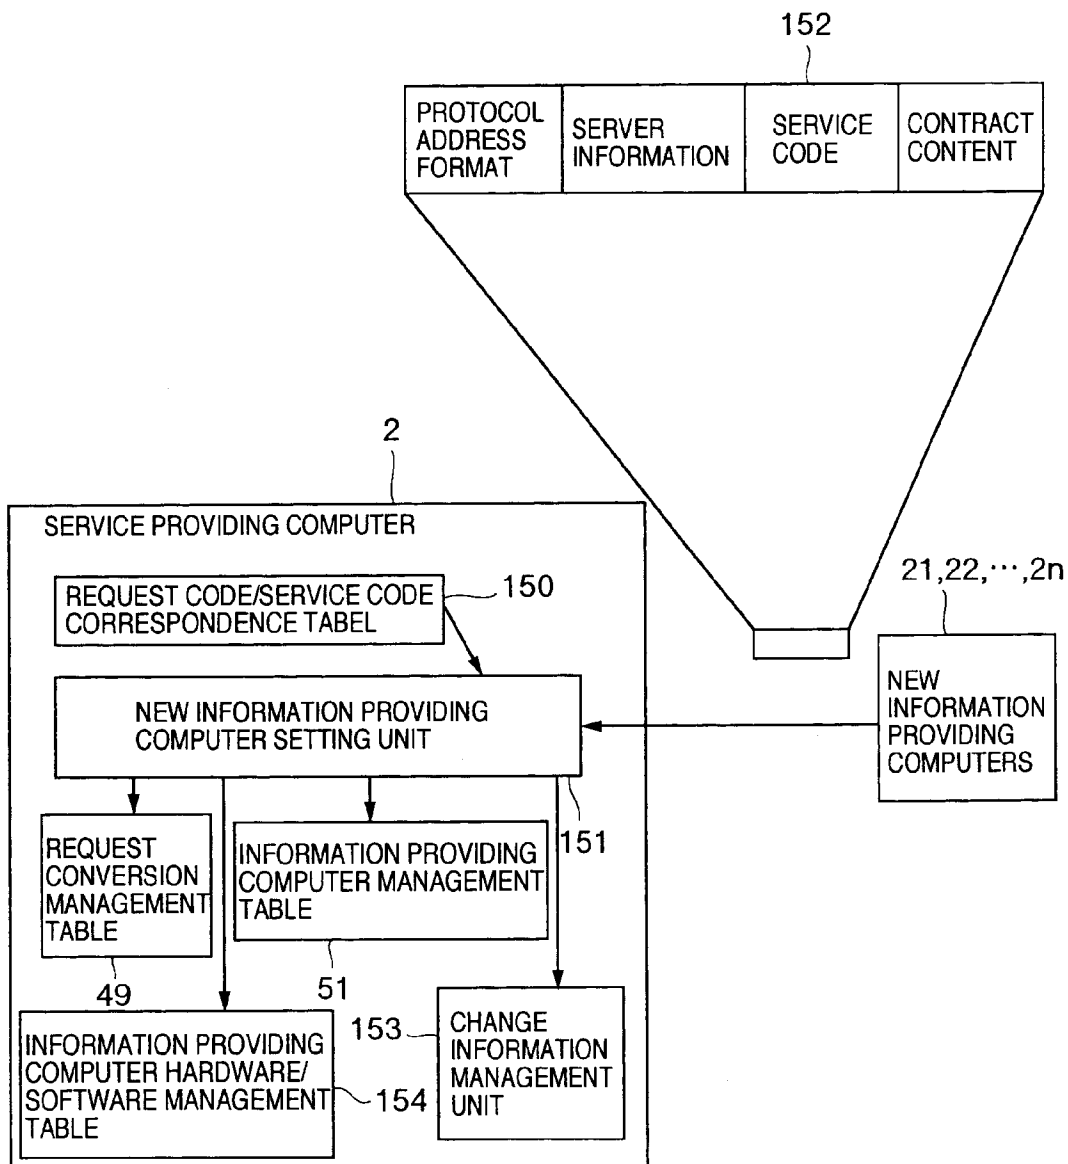 152
PROTOCOL
ADDRESS
FORMAT
SERVER
INFORMATION
SERVICE
CODE
CONTRACT
CONTENT
2
SERVICE PROVIDING COMPUTER
REQUEST CODE/SERVICE CODE
CORRESPONDENCE TABEL
150
21,22,···,2n
NEW
INFORMATION
PROVIDING
COMPUTERS
NEW INFORMATION PROVIDING
COMPUTER SETTING UNIT
151
REQUEST
CONVERSION
MANAGEMENT
TABLE
49
INFORMATION PROVIDING
COMPUTER MANAGEMENT
TABLE
51
INFORMATION PROVIDING
COMPUTER HARDWARE/
SOFTWARE MANAGEMENT
TABLE
154
153
CHANGE
INFORMATION
MANAGEMENT
UNIT